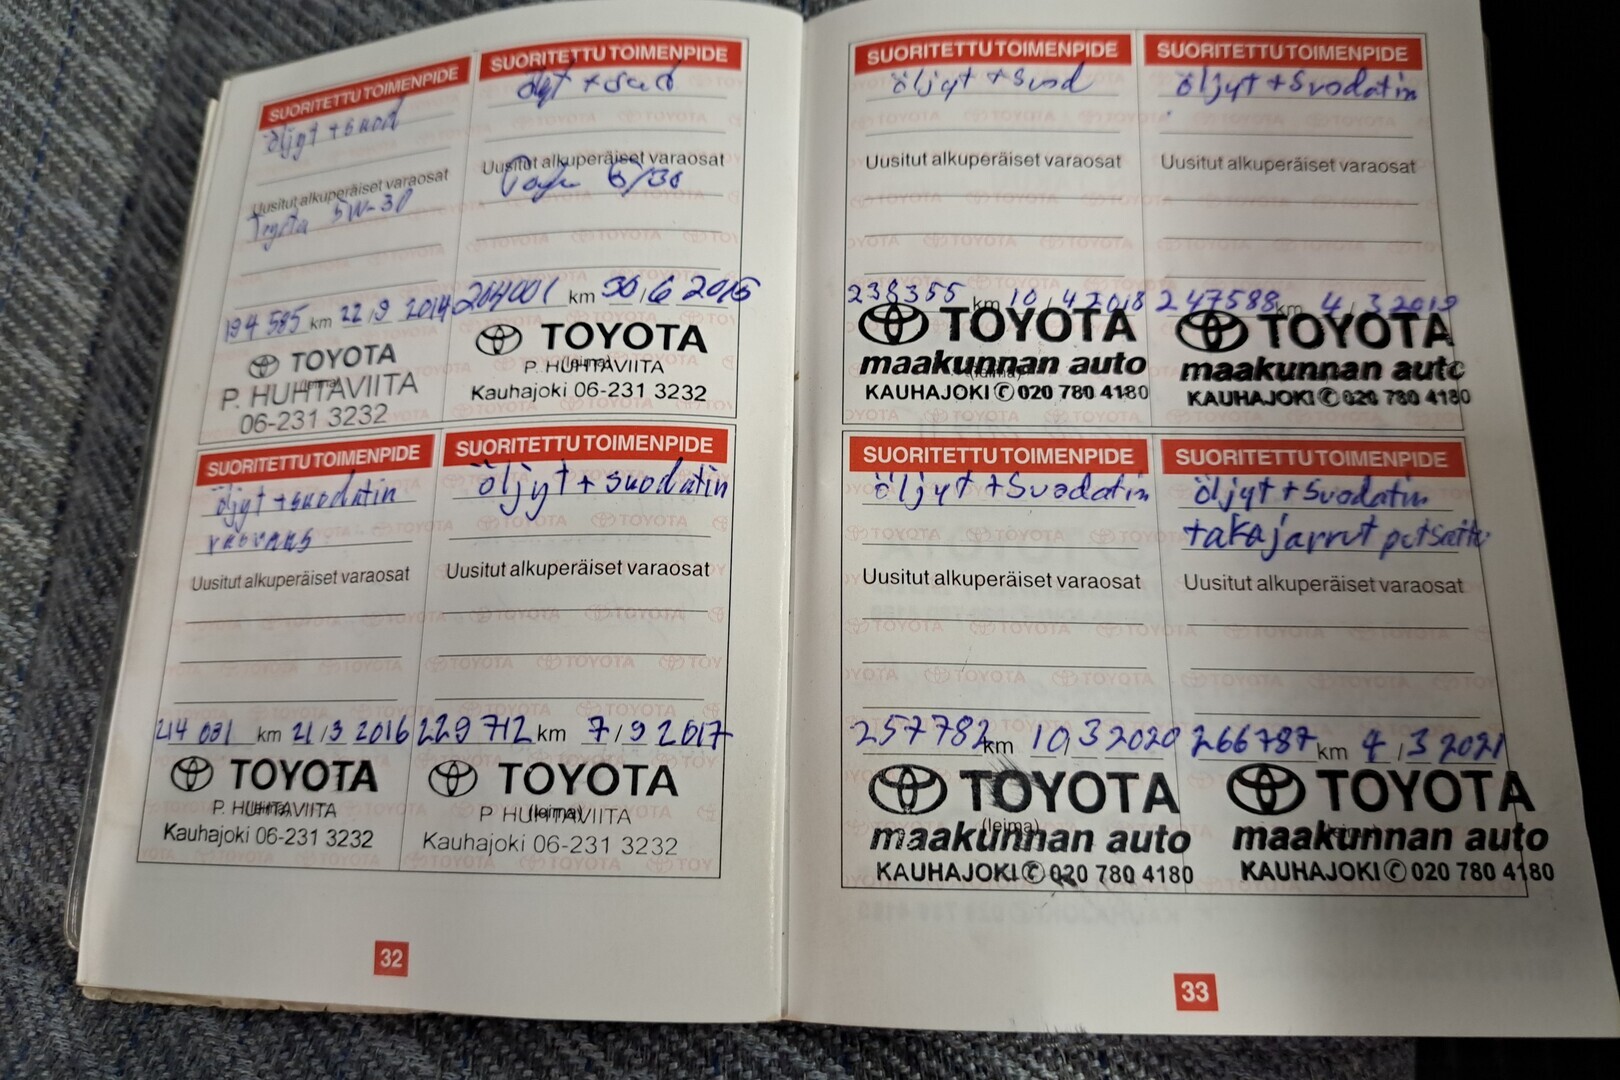 SUORITETTU TOIMENPIDE
öljyt + suod
Uusitut alkuperäiset varaosat
Toyota 5W-30
194 585 km 22/9 2014
TOYOTA
P. HUHTAVIITA
06-231 3232
SUORITETTU TOIMENPIDE
Uusitut alkuperäiset varaosat
204001 km 30/6 2015
TOYOTA
P. HUHTAVIITA
Kauhajoki 06-231 3232
SUORITETTU TOIMENPIDE
öljyt + suodatin
Uusitut alkuperäiset varaosat
214 031 km 21/3 2016
TOYOTA
P. HUHTAVIITA
Kauhajoki 06-231 3232
SUORITETTU TOIMENPIDE
öljyt + suodatin
Uusitut alkuperäiset varaosat
229 712 km 7/9 2017
TOYOTA
P HUHTAVIITA
(leima)
Kauhajoki 06-231 3232
32
SUORITETTU TOIMENPIDE
öljyt + Suod
Uusitut alkuperäiset varaosat
238355 km 10/4 2018
TOYOTA
maakunnan auto
KAUHAJOKI 020 780 4180
SUORITETTU TOIMENPIDE
öljyt + Suodatin
Uusitut alkuperäiset varaosat
247588 km 4/3 2019
TOYOTA
maakunnan auto
KAUHAJOKI 020 780 4180
SUORITETTU TOIMENPIDE
öljyt + Suodatin
Uusitut alkuperäiset varaosat
257782 km 10/3 2020
TOYOTA
(leima)
maakunnan auto
KAUHAJOKI 020 780 4180
SUORITETTU TOIMENPIDE
öljyt + Suodatin
takajarrut
Uusitut alkuperäiset varaosat
266787 km 4/3 2021
TOYOTA
maakunnan auto
KAUHAJOKI 020 780 4180
33